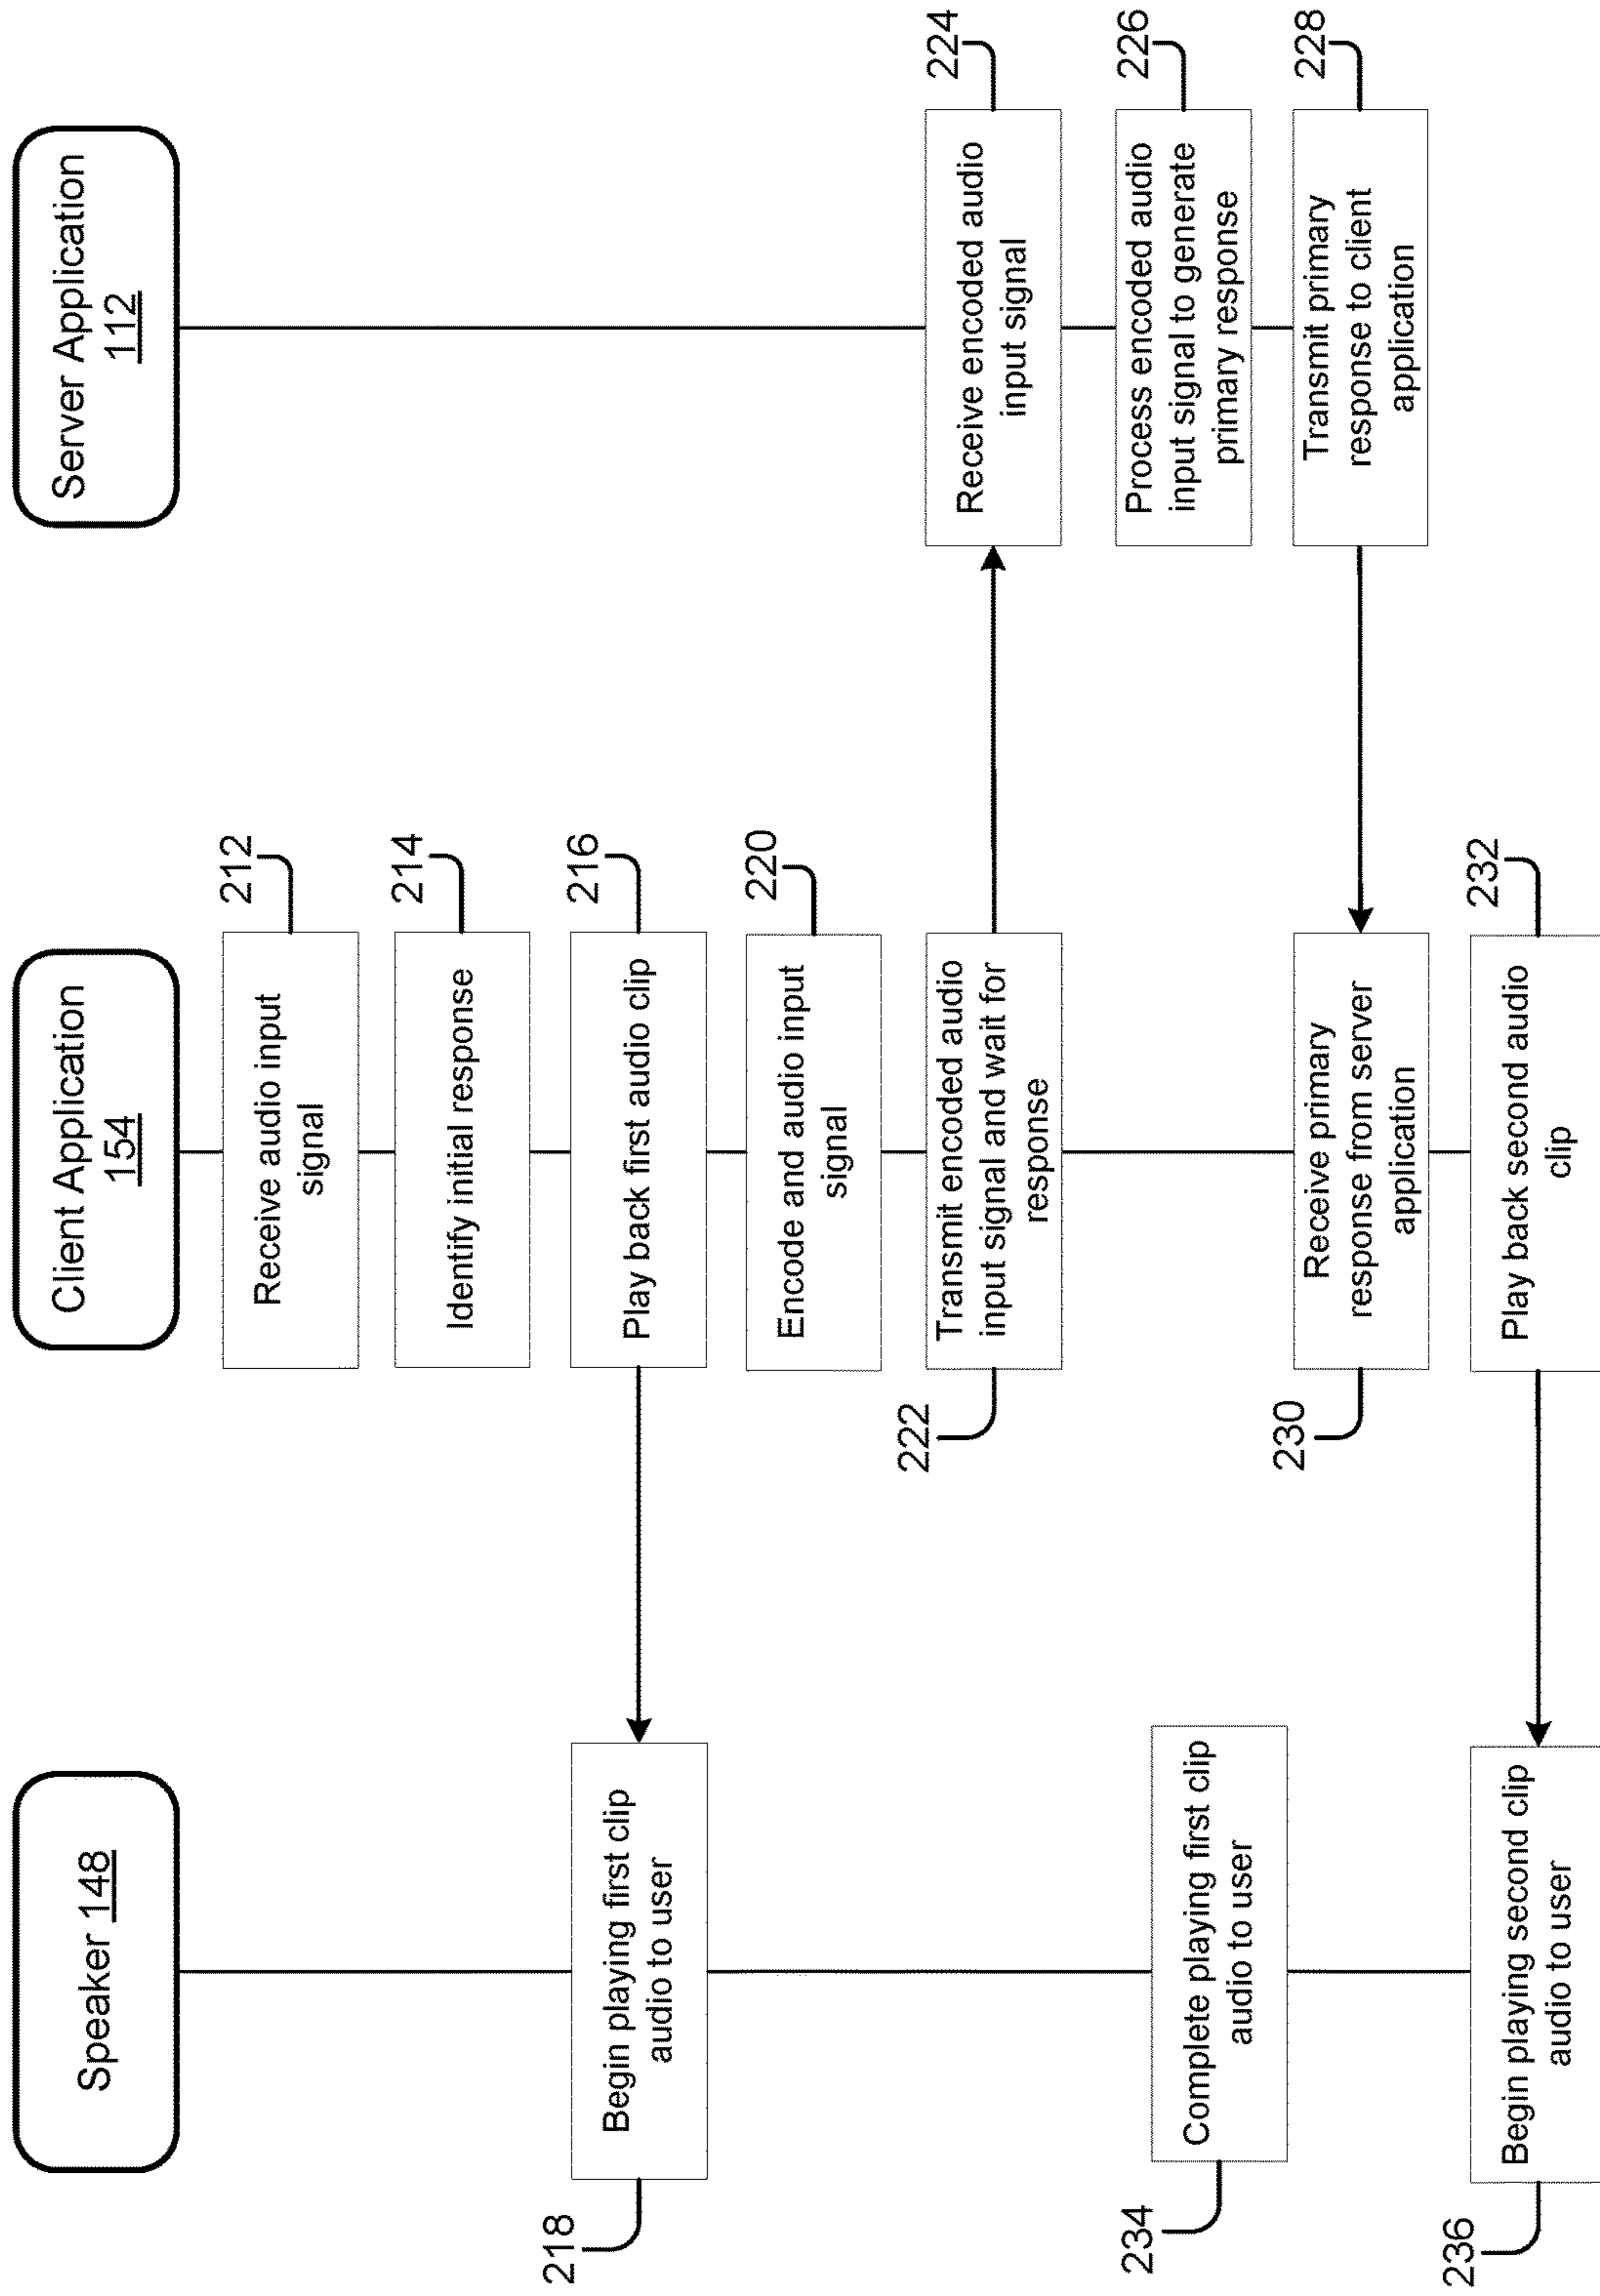 Speaker 148
Client Application
154
Server Application
112
Receive audio input
signal
212
Identify initial response
214
218
Begin playing first clip
audio to user
Play back first audio clip
216
Encode and audio input
signal
220
222
Transmit encoded audio
input signal and wait for
response
Receive encoded audio
input signal
224
Process encoded audio
input signal to generate
primary response
226
234
Complete playing first clip
audio to user
230
Receive primary
response from server
application
Transmit primary
response to client
application
228
236
Begin playing second clip
audio to user
Play back second audio
clip
232